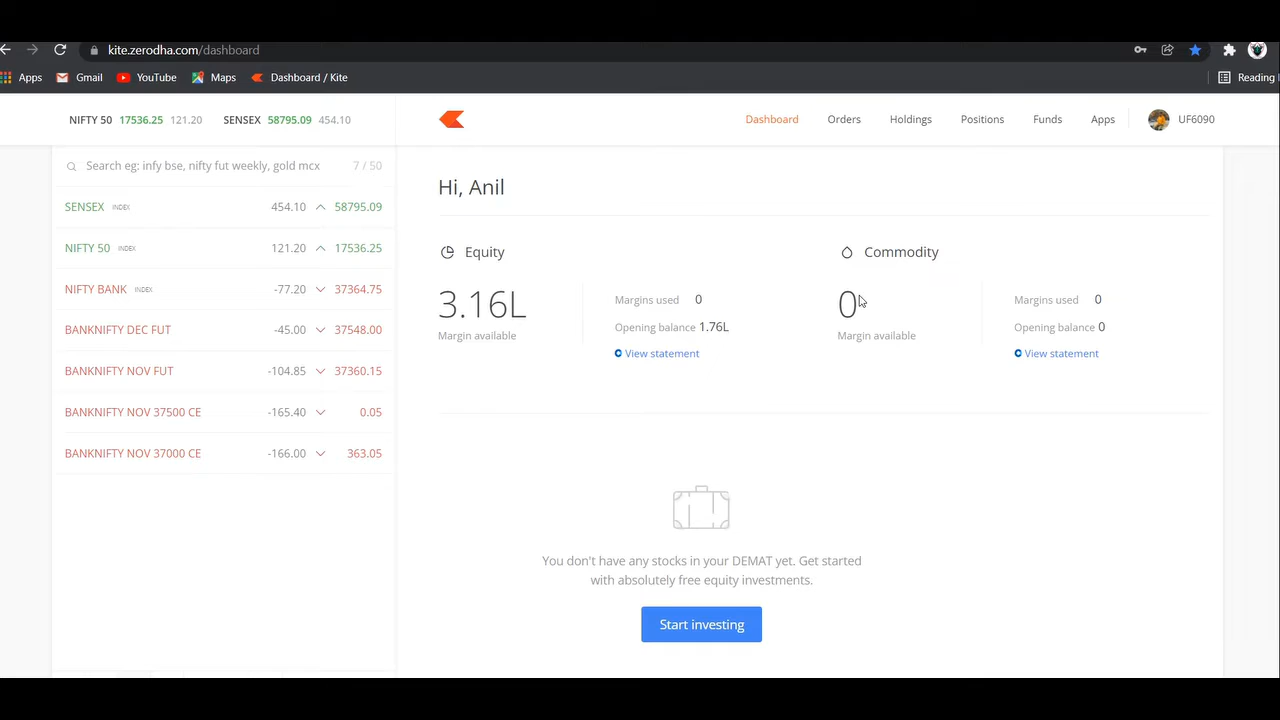 kite.zerodha.com/dashboard
Apps Gmail YouTube Maps Dashboard / Kite Reading
NIFTY 50 17536.25 121.20 SENSEX 58795.09 454.10
Dashboard Orders Holdings Positions Funds Apps UF6090
Search eg: infy bse, nifty fut weekly, gold mcx 7 / 50
SENSEX INDEX 454.10 58795.09
NIFTY 50 INDEX 121.20 17536.25
NIFTY BANK INDEX -77.20 37364.75
BANKNIFTY DEC FUT -45.00 37548.00
BANKNIFTY NOV FUT -104.85 37360.15
BANKNIFTY NOV 37500 CE -165.40 0.05
BANKNIFTY NOV 37000 CE -166.00 363.05
Hi, Anil
Equity
3.16L
Margin available
Margins used 0
Opening balance 1.76L
View statement
Commodity
0
Margin available
Margins used 0
Opening balance 0
View statement
You don't have any stocks in your DEMAT yet. Get started
with absolutely free equity investments.
Start investing